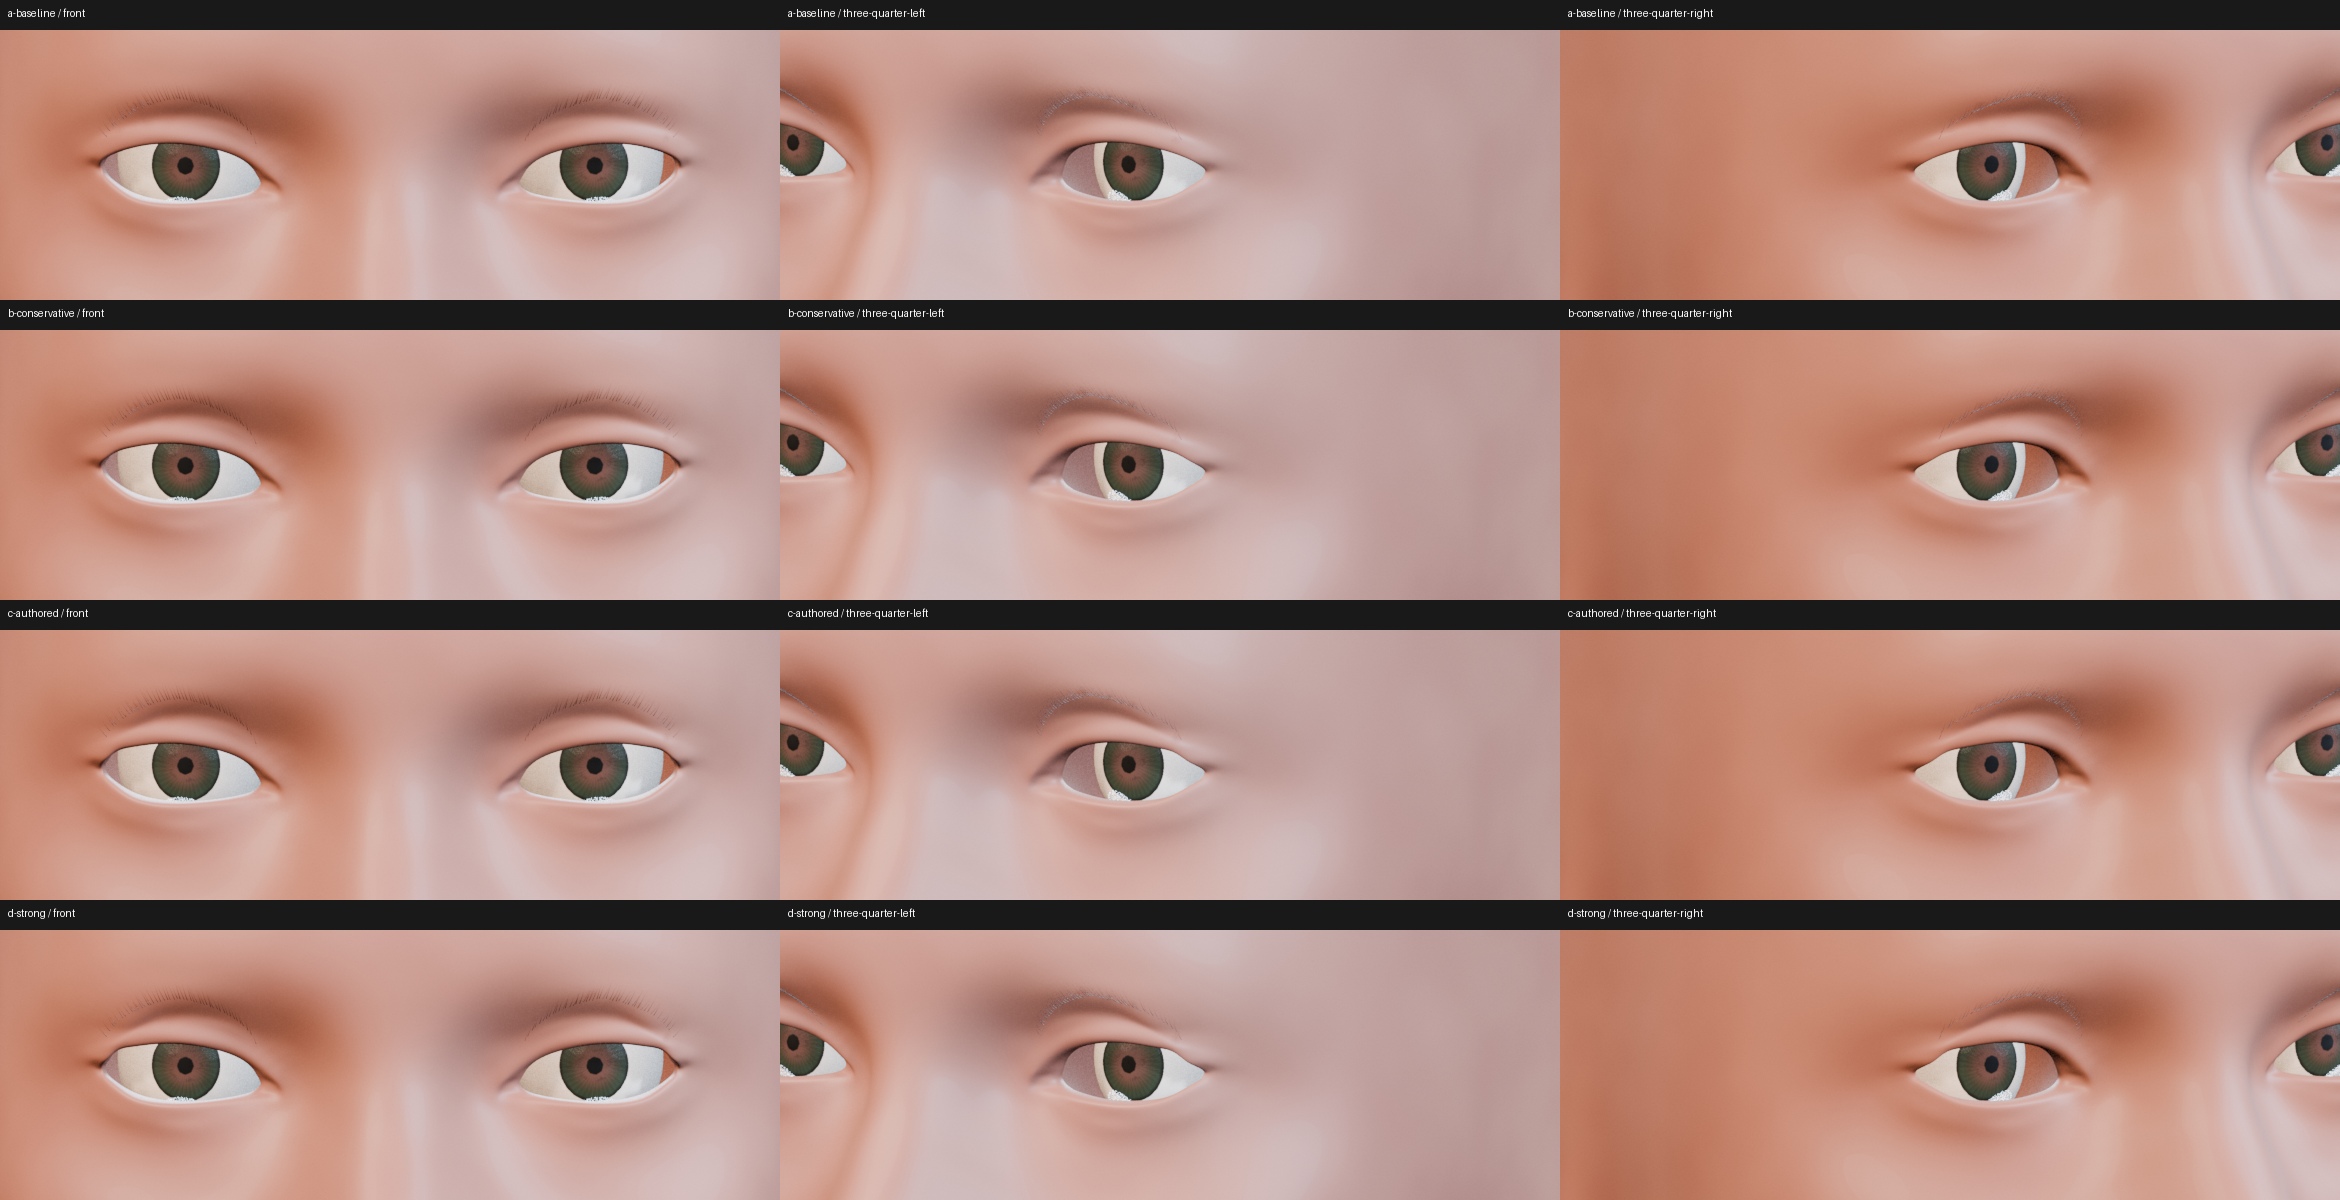 a-baseline / front
a-baseline / three-quarter-left
a-baseline / three-quarter-right
b-conservative / front
b-conservative / three-quarter-left
b-conservative / three-quarter-right
c-authored / front
c-authored / three-quarter-left
c-authored / three-quarter-right
d-strong / front
d-strong / three-quarter-left
d-strong / three-quarter-right